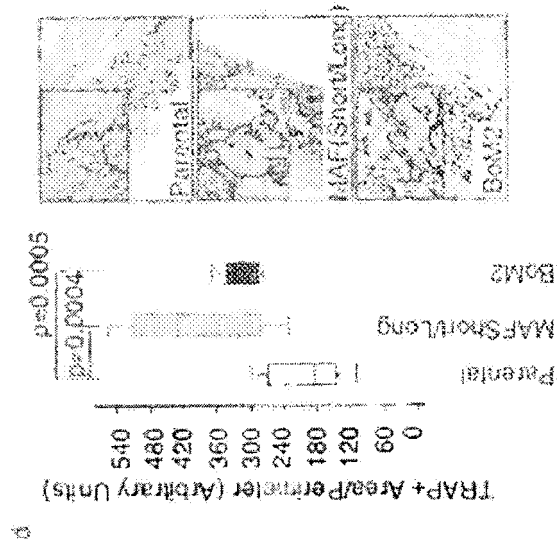 d
p=0.0005
p=0.0004
TRAP+ Area/Perimeter (Arbitrary Units)
540
480
420
360
300
240
180
120
60
0
Parental
MAFShort/Long
BoM2
Parental
MAF(Short/Long)
BoM2